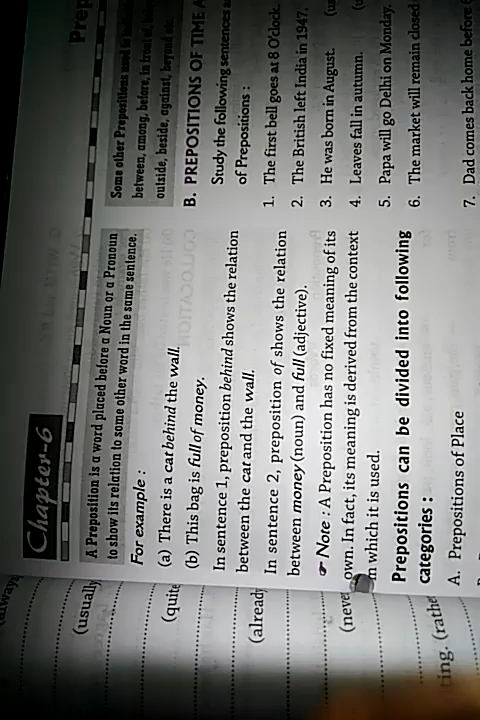 Chapter-6
A Preposition is a word placed before a Noun or a Pronoun
to show its relation to some other word in the same sentence.
For example :
(a) There is a cat behind the wall.
(b) This bag is full of money.
In sentence 1, preposition behind shows the relation
between the cat and the wall.
In sentence 2, preposition of shows the relation
between money (noun) and full (adjective).
☞ Note : A Preposition has no fixed meaning of its
own. In fact, its meaning is derived from the context
in which it is used.
Prepositions can be divided into following
categories :
A. Prepositions of Place
Prep
Some other Prepositions used
between, among, before, in front of,
outside, beside, against, beyond etc.
B. PREPOSITIONS OF TIME A
Study the following sentences
of Prepositions :
1. The first bell goes at 8 O'clock.
2. The British left India in 1947.
3. He was born in August.
4. Leaves fall in autumn.
5. Papa will go Delhi on Monday.
6. The market will remain closed
7. Dad comes back home before
(usually
(quite
(already
(neve
ting. (rathe